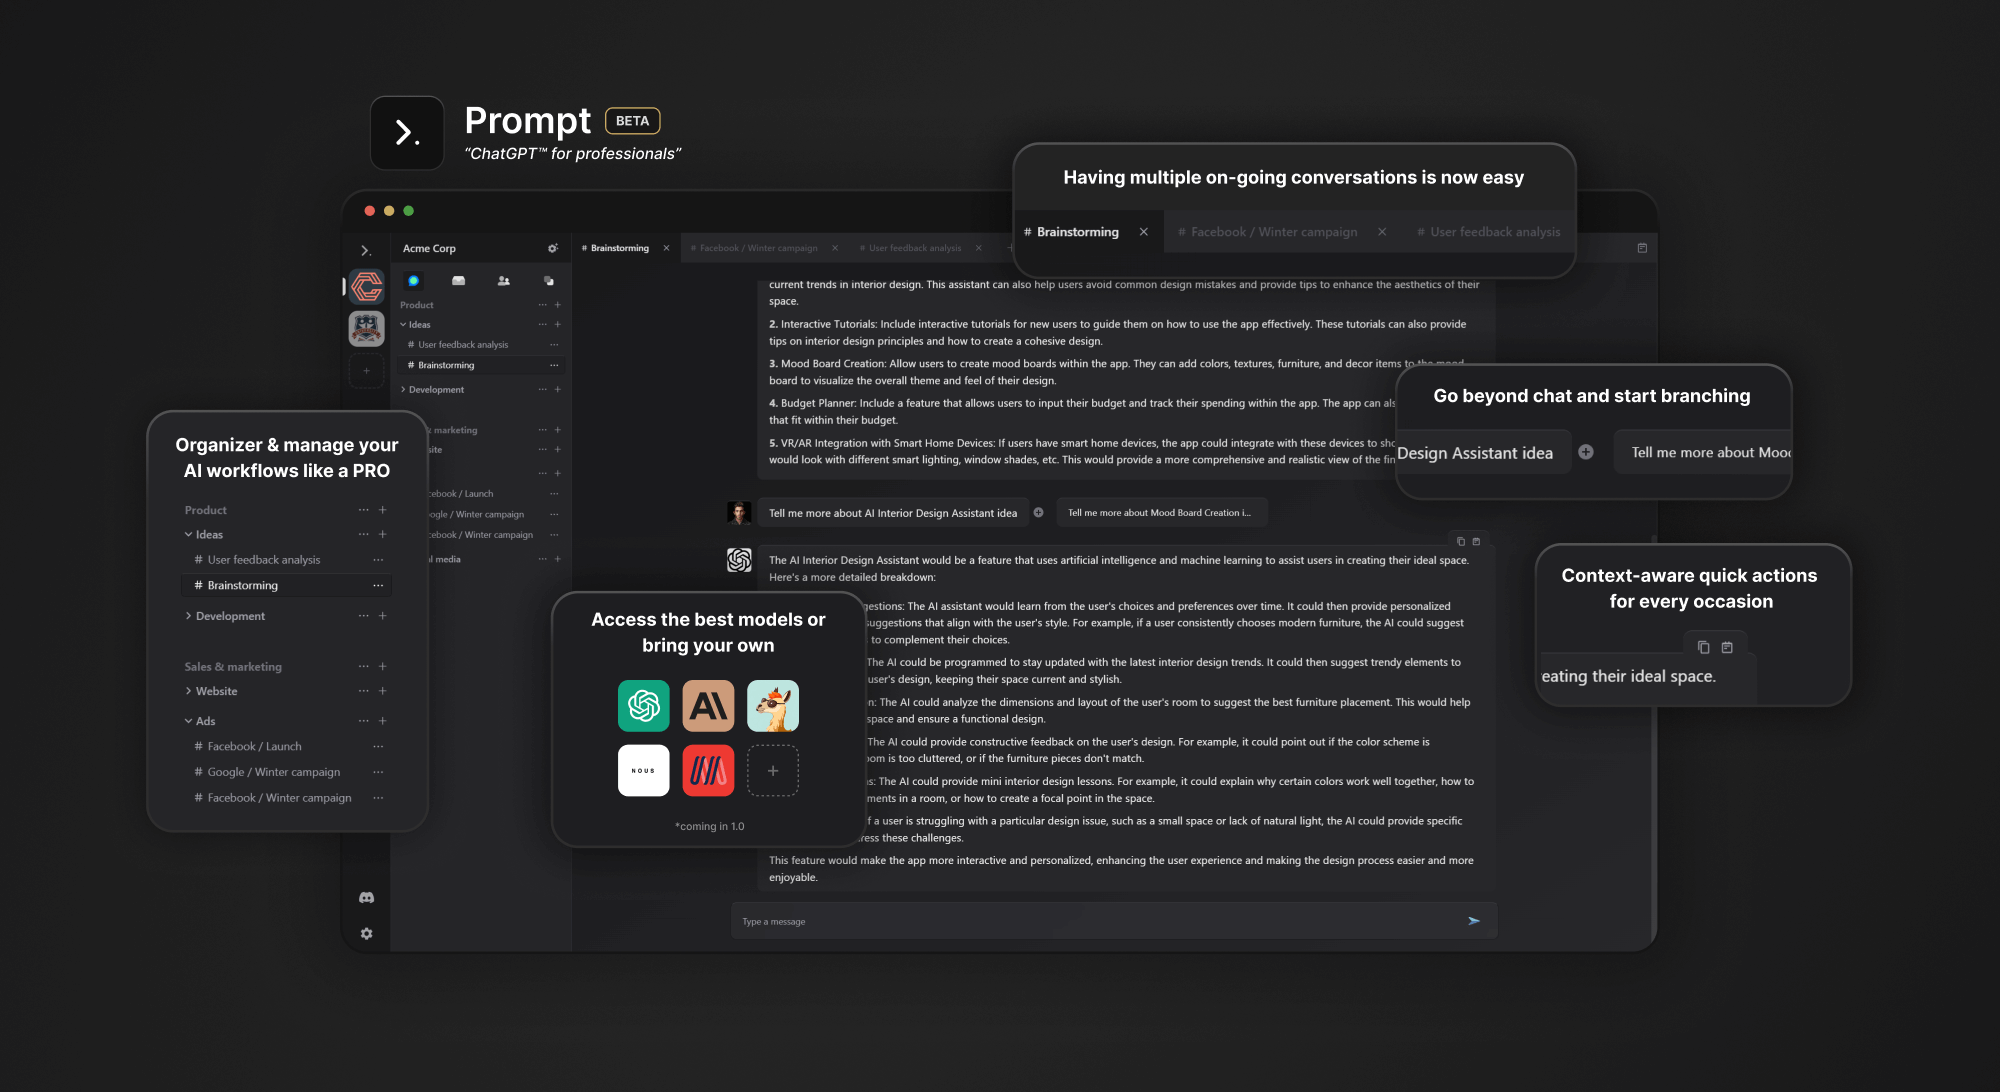 Prompt BETA
“ChatGPT™ for professionals”
Having multiple on-going conversations is now easy
# Brainstorming
# Facebook / Winter campaign
# User feedback analysis
Acme Corp
# Brainstorming
# Facebook / Winter campaign
# User feedback analysis
Product
Ideas
# User feedback analysis
# Brainstorming
Development
& marketing
site
cebook / Launch
ogle / Winter campaign
cebook / Winter campaign
l media
current trends in interior design. This assistant can also help users avoid common design mistakes and provide tips to enhance the aesthetics of their
space.
2. Interactive Tutorials: Include interactive tutorials for new users to guide them on how to use the app effectively. These tutorials can also provide
tips on interior design principles and how to create a cohesive design.
3. Mood Board Creation: Allow users to create mood boards within the app. They can add colors, textures, furniture, and decor items to the mood
board to visualize the overall theme and feel of their design.
4. Budget Planner: Include a feature that allows users to input their budget and track their spending within the app. The app can als
that fit within their budget.
5. VR/AR Integration with Smart Home Devices: If users have smart home devices, the app could integrate with these devices to sho
would look with different smart lighting, window shades, etc. This would provide a more comprehensive and realistic view of the fin
Go beyond chat and start branching
Design Assistant idea
Tell me more about Mood
Organizer & manage your
AI workflows like a PRO
Product
Ideas
# User feedback analysis
# Brainstorming
Development
Sales & marketing
Website
Ads
# Facebook / Launch
# Google / Winter campaign
# Facebook / Winter campaign
Tell me more about AI Interior Design Assistant idea
Tell me more about Mood Board Creation i...
The AI Interior Design Assistant would be a feature that uses artificial intelligence and machine learning to assist users in creating their ideal space.
Here's a more detailed breakdown:
gestions: The AI assistant would learn from the user's choices and preferences over time. It could then provide personalized
suggestions that align with the user's style. For example, if a user consistently chooses modern furniture, the AI could suggest
to complement their choices.
The AI could be programmed to stay updated with the latest interior design trends. It could then suggest trendy elements to
user's design, keeping their space current and stylish.
n: The AI could analyze the dimensions and layout of the user's room to suggest the best furniture placement. This would help
space and ensure a functional design.
The AI could provide constructive feedback on the user's design. For example, it could point out if the color scheme is
om is too cluttered, or if the furniture pieces don't match.
s: The AI could provide mini interior design lessons. For example, it could explain why certain colors work well together, how to
ments in a room, or how to create a focal point in the space.
f a user is struggling with a particular design issue, such as a small space or lack of natural light, the AI could provide specific
ress these challenges.
This feature would make the app more interactive and personalized, enhancing the user experience and making the design process easier and more
enjoyable.
Type a message
Access the best models or
bring your own
AI
NOUS
*coming in 1.0
Context-aware quick actions
for every occasion
eating their ideal space.